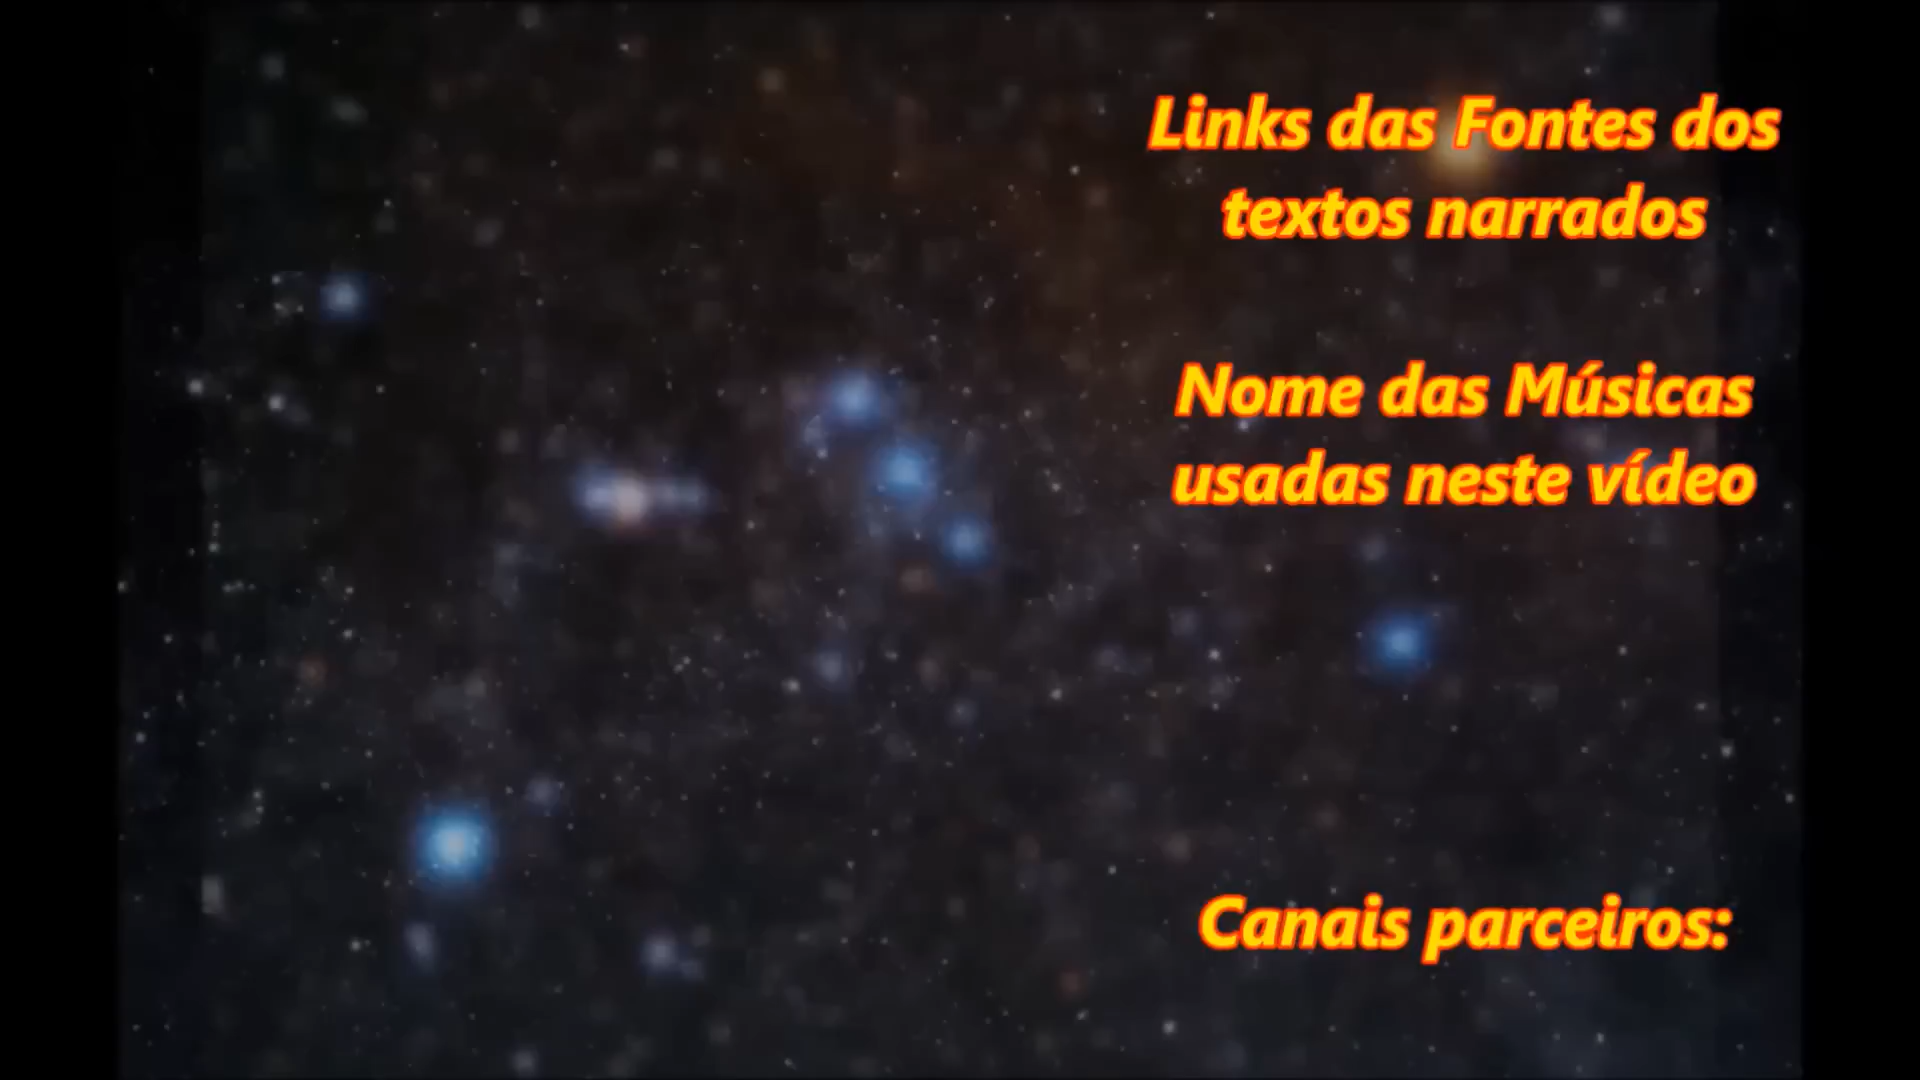 Links das Fontes dos
textos narrados
Nome das Músicas
usadas neste vídeo
Canais parceiros: